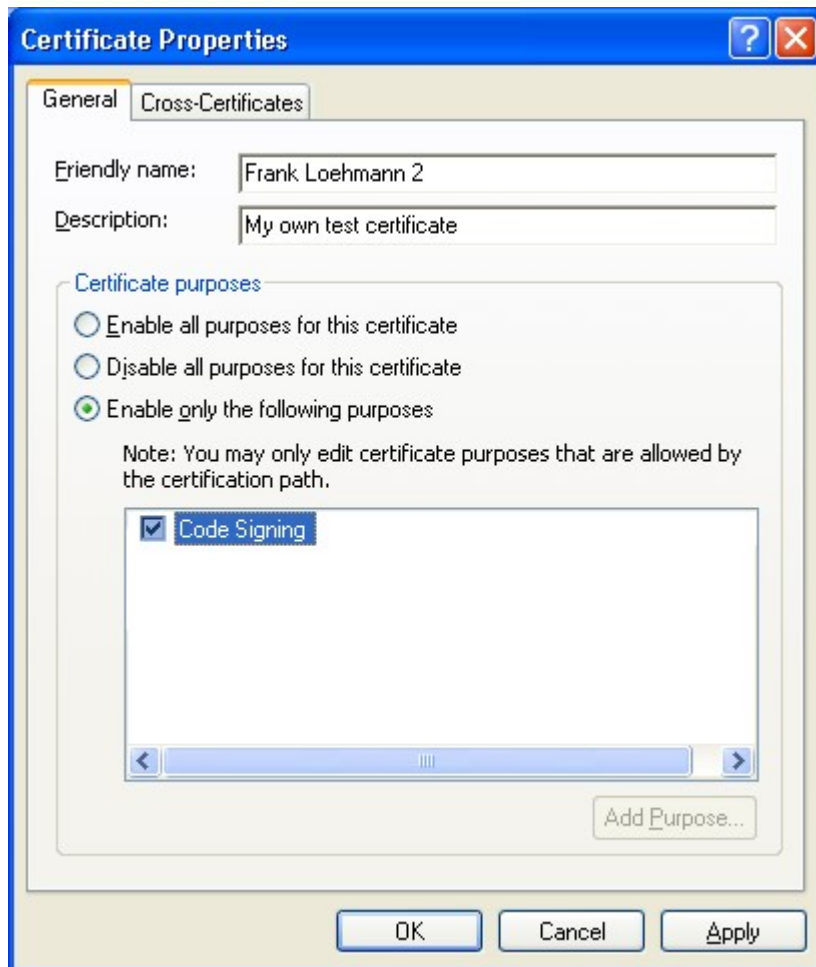 Certificate Properties
General Cross-Certificates
Friendly name: Frank Loehmann 2
Description: My own test certificate
Certificate purposes
Enable all purposes for this certificate
Disable all purposes for this certificate
Enable only the following purposes
Note: You may only edit certificate purposes that are allowed by
the certification path.
Code Signing
Add Purpose...
OK Cancel Apply